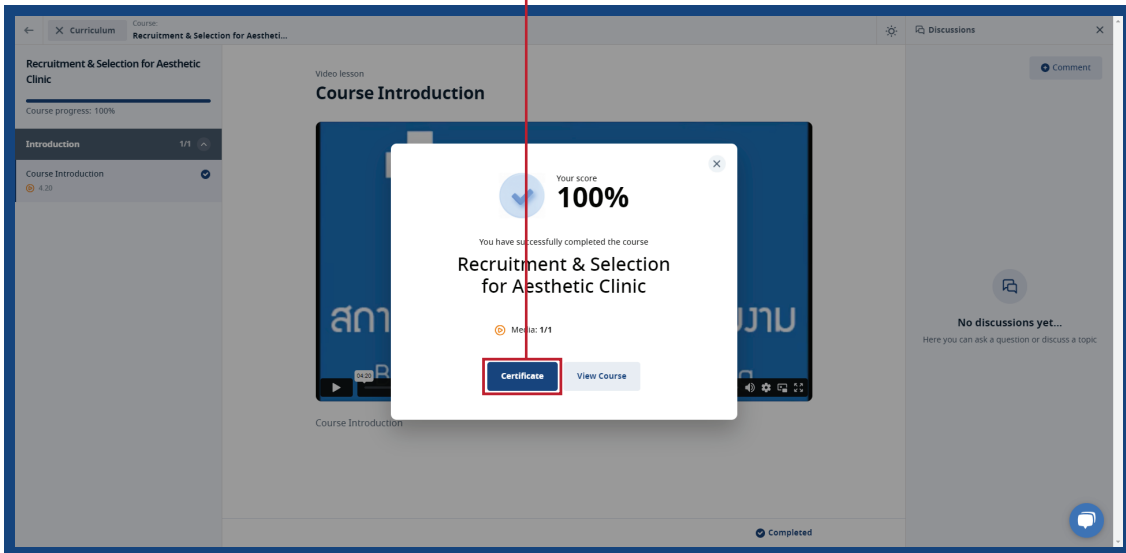 Curriculum
Course:
Recruitment & Selection for Aestheti...
Discussions
Recruitment & Selection for Aesthetic
Clinic
Course progress: 100%
Introduction 1/1
Course Introduction
4:20
Video lesson
Course Introduction
Your score
100%
You have successfully completed the course
Recruitment & Selection
for Aesthetic Clinic
Media: 1/1
Certificate
View Course
04:20
Course Introduction
Completed
Comment
No discussions yet...
Here you can ask a question or discuss a topic